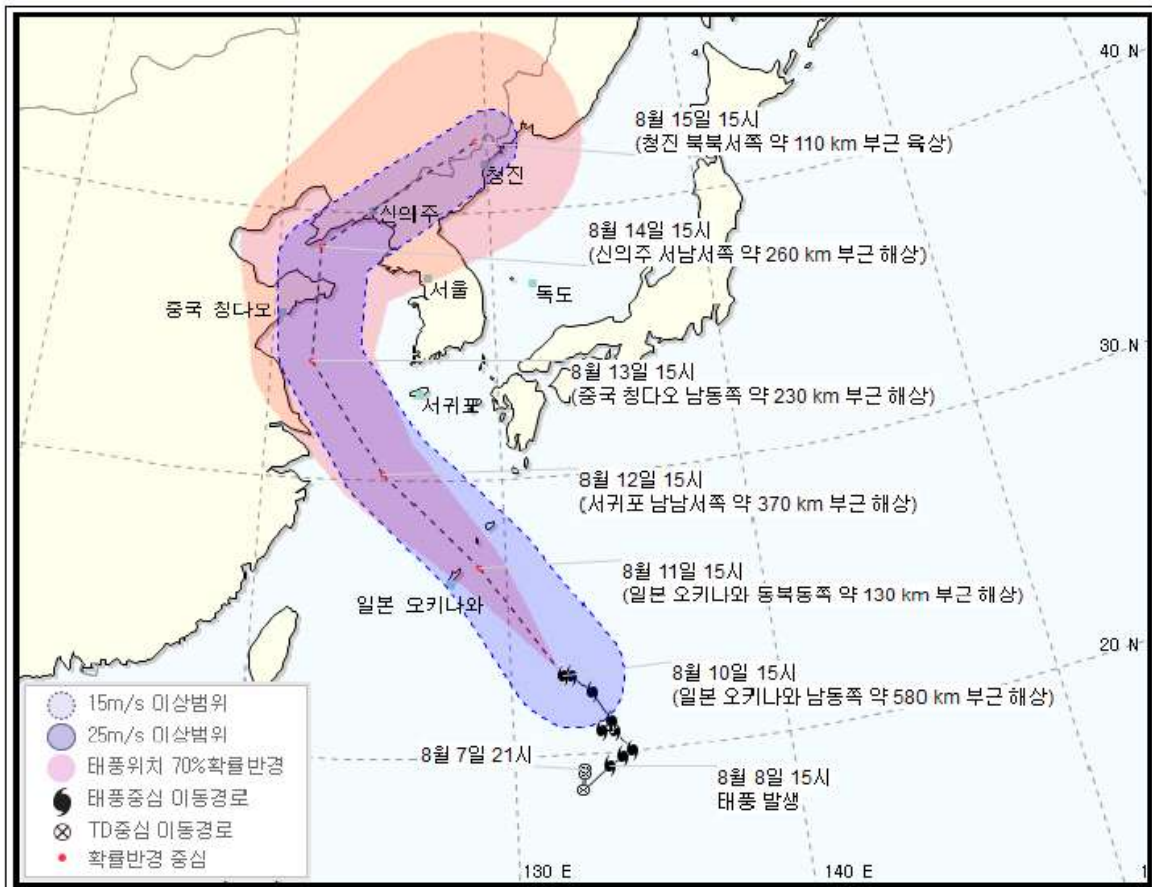 40 N
8월 15일 15시
(청진 북북서쪽 약 110 km 부근 육상)
청진
신의주
8월 14일 15시
(신의주 서남서쪽 약 260 km 부근 해상)
서울
독도
중국 칭다오
30 N
8월 13일 15시
(중국 칭다오 남동쪽 약 230 km 부근 해상)
서귀포
8월 12일 15시
(서귀포 남남서쪽 약 370 km 부근 해상)
8월 11일 15시
(일본 오키나와 동북동쪽 약 130 km 부근 해상)
일본 오키나와
20 N
8월 10일 15시
(일본 오키나와 남동쪽 약 580 km 부근 해상)
15m/s 이상범위
25m/s 이상범위
태풍위치 70%확률반경
태풍중심 이동경로
TD중심 이동경로
확률반경 중심
8월 7일 21시
8월 8일 15시
태풍 발생
130 E
140 E
1